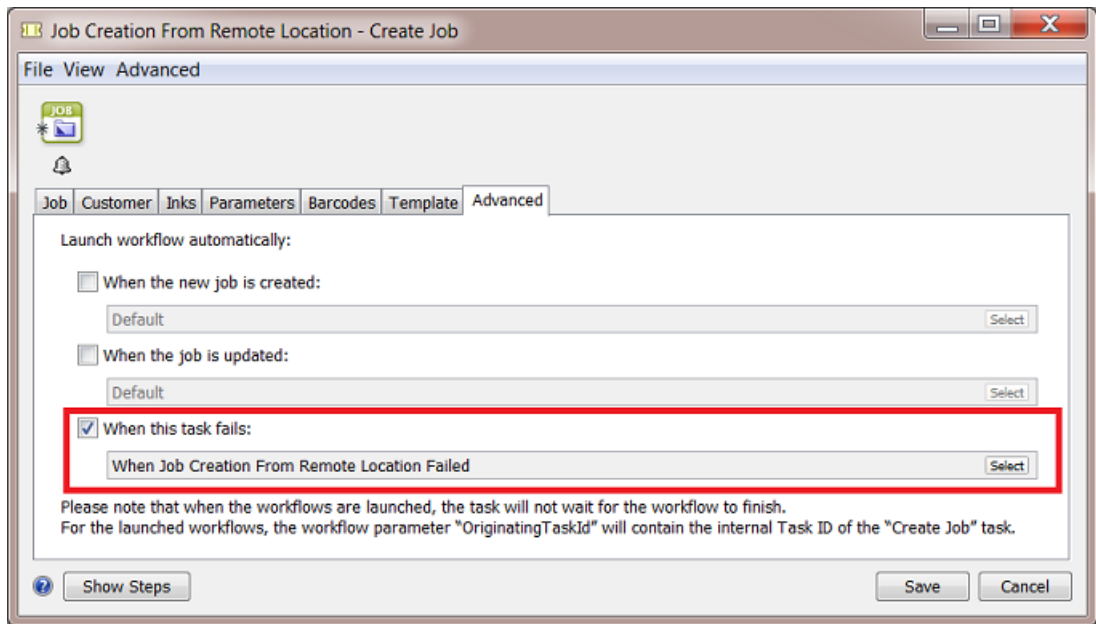 Job Creation From Remote Location - Create Job
File View Advanced
JOB
Job Customer Inks Parameters Barcodes Template Advanced
Launch workflow automatically:
When the new job is created:
Default Select
When the job is updated:
Default Select
When this task fails:
When Job Creation From Remote Location Failed Select
Please note that when the workflows are launched, the task will not wait for the workflow to finish.
For the launched workflows, the workflow parameter “OriginatingTaskId” will contain the internal Task ID of the “Create Job” task.
? Show Steps Save Cancel